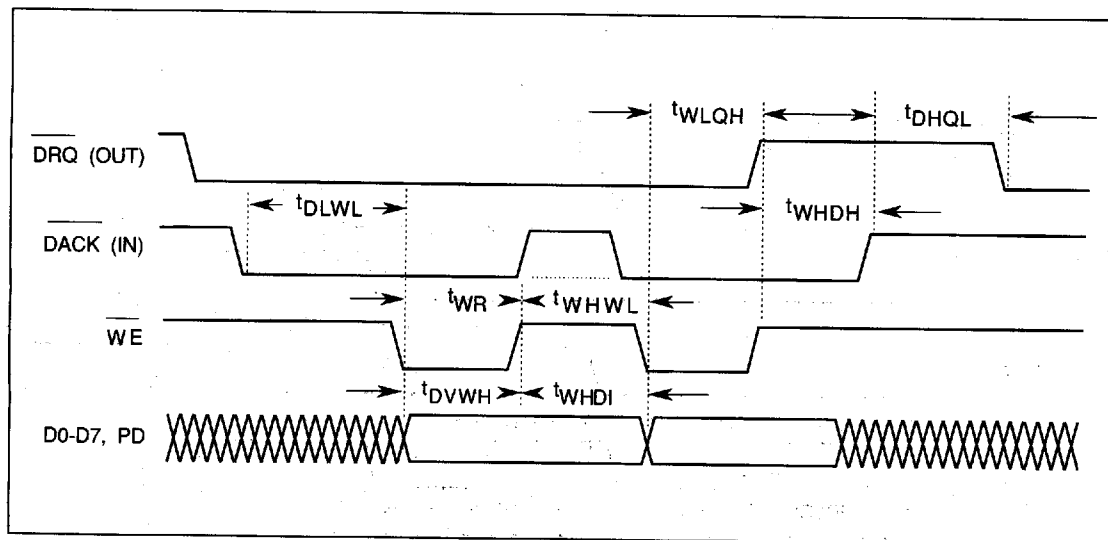 tWLQH
tDHQL
DRQ (OUT)
tDLWL
tWHDH
DACK (IN)
tWR
tWHWL
WE
tDVWH
tWHDI
D0-D7, PD